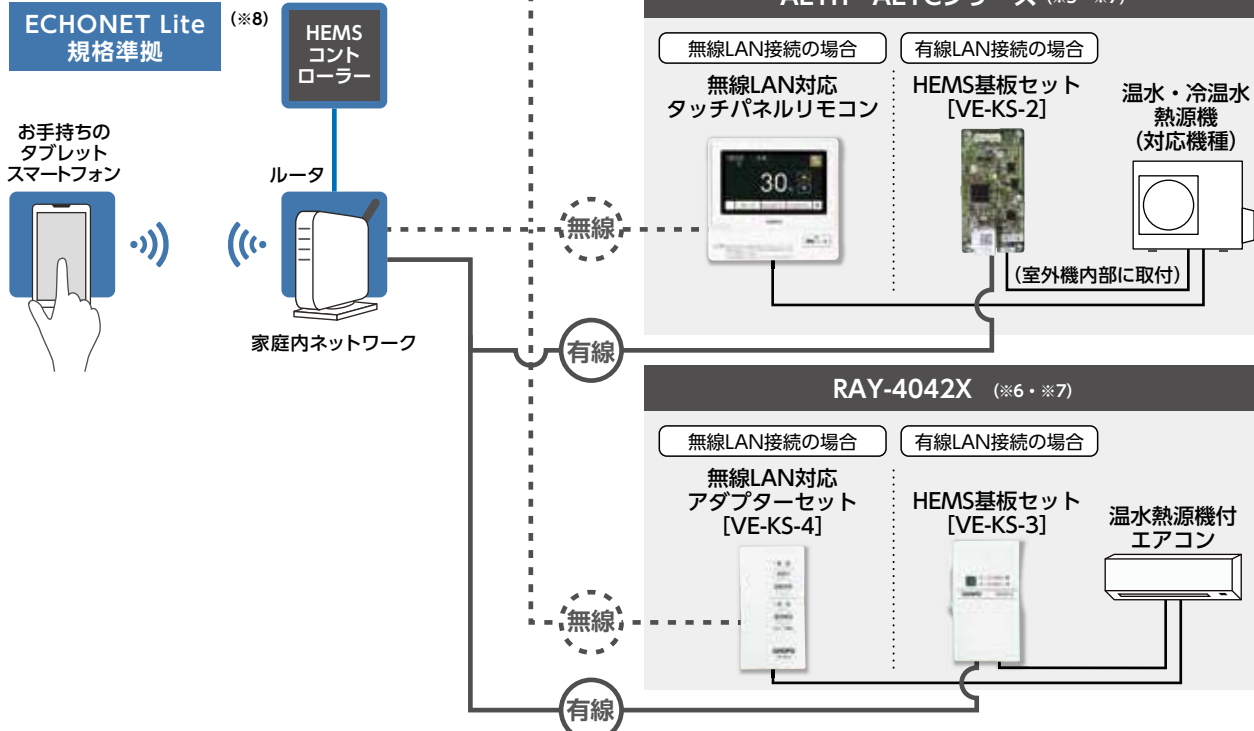 ECHONET Lite
規格準拠
(※8)
HEMS
コント
ローラー
お手持ちの
タブレット
スマートフォン
ルータ
家庭内ネットワーク
無線
有線
無線LAN接続の場合
有線LAN接続の場合
無線LAN対応
タッチパネルリモコン
30
HEMS基板セット
[VE-KS-2]
温水・冷温水
熱源機
(対応機種)
(室外機内部に取付)
RAY-4042X (※6・※7)
無線LAN接続の場合
有線LAN接続の場合
無線LAN対応
アダプターセット
[VE-KS-4]
HEMS基板セット
[VE-KS-3]
温水熱源機付
エアコン
無線
有線